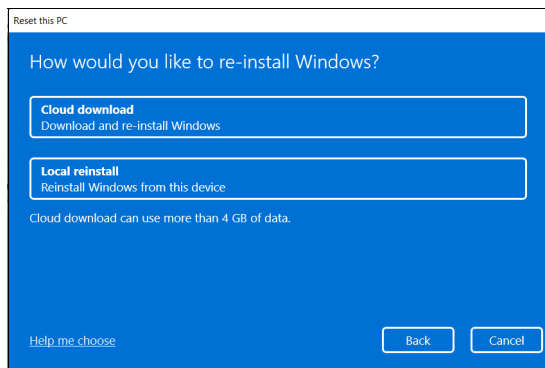 Reset this PC
How would you like to re-install Windows?
Cloud download
Download and re-install Windows
Local reinstall
Reinstall Windows from this device
Cloud download can use more than 4 GB of data.
Help me choose
Back
Cancel